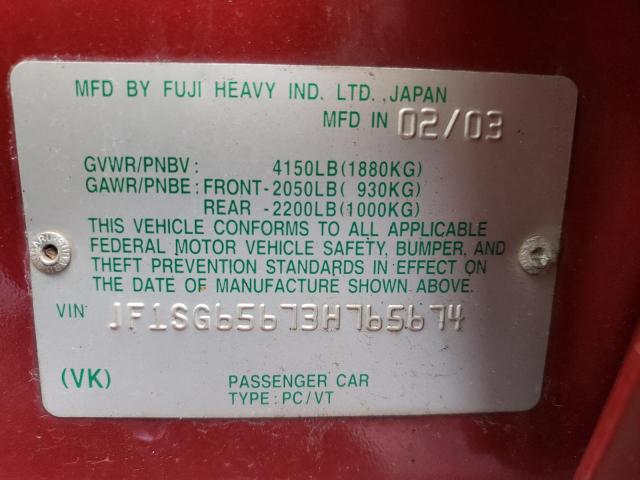 MFD BY FUJI HEAVY IND. LTD.,JAPAN
MFD IN 02/03
GVWR/PNBV : 4150LB(1880KG)
GAWR/PNBE : FRONT-2050LB( 930KG)
REAR -2200LB(1000KG)
THIS VEHICLE CONFORMS TO ALL APPLICABLE
FEDERAL MOTOR VEHICLE SAFETY, BUMPER, AND
THEFT PREVENTION STANDARDS IN EFFECT ON
THE DATE OF MANUFACTURE SHOWN ABOVE.
VIN JF1SG65673H765674
(VK) PASSENGER CAR
TYPE : PC/VT